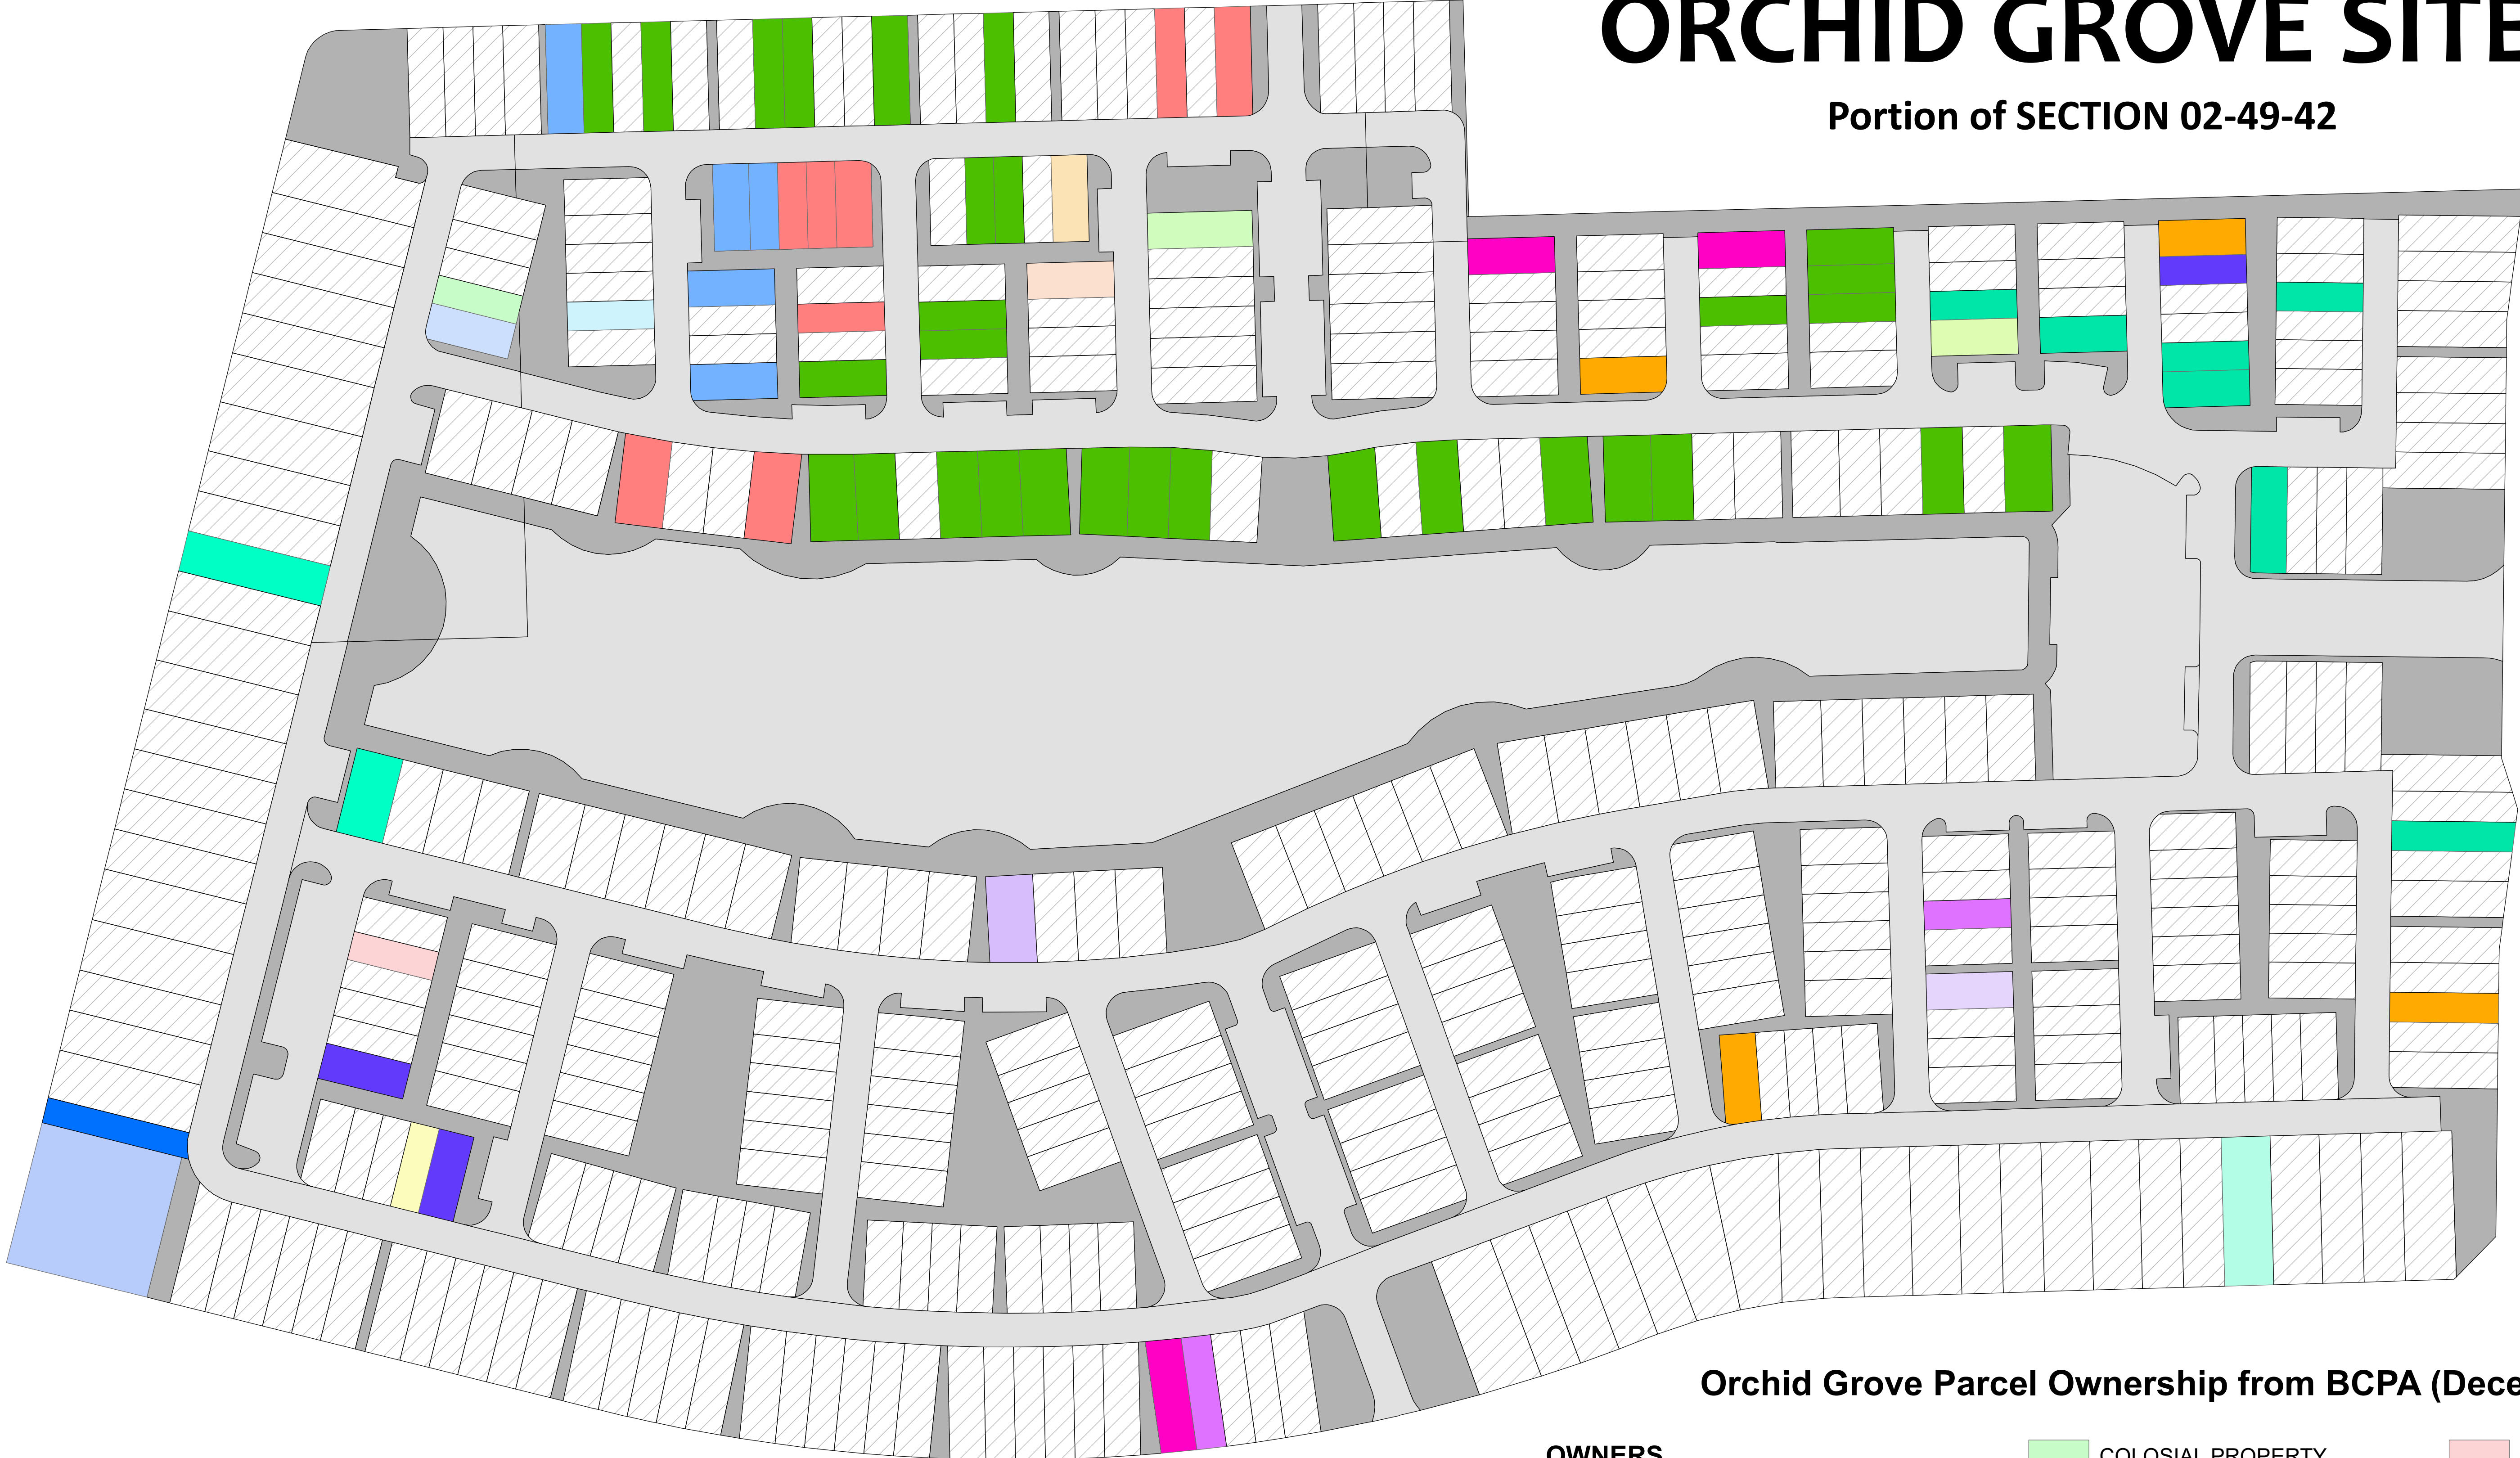 ORCHID GROVE SITE
Portion of SECTION 02-49-42
Orchid Grove Parcel Ownership from BCPA (Dece
OWNERS
COLOSIAL PROPERTY